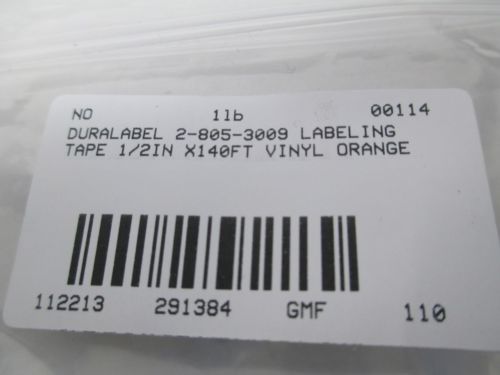 NO 1lb 00114
DURALABEL 2-805-3009 LABELING
TAPE 1/2IN X140FT VINYL ORANGE
112213 291384 GMF 110